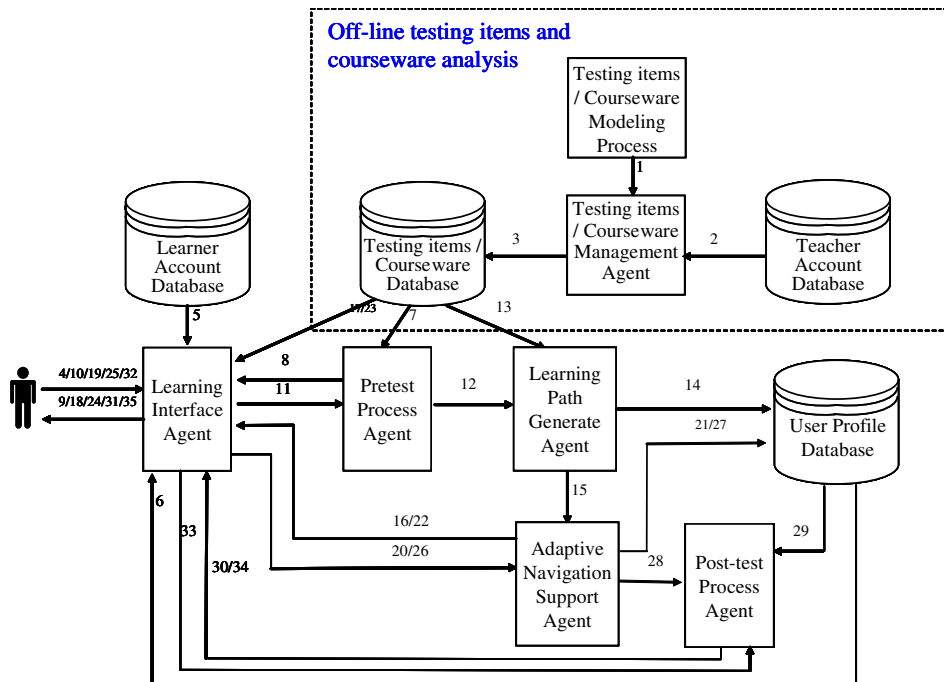 Off-line testing items and
courseware analysis
Testing items
/ Courseware
Modeling
Process
1
Learner
Account
Database
Testing items /
Courseware
Database
3
Testing items
/ Courseware
Management
Agent
2
Teacher
Account
Database
5
17/23
7
13
4/10/19/25/32
9/18/24/31/35
Learning
Interface
Agent
8
11
Pretest
Process
Agent
12
Learning
Path
Generate
Agent
14
21/27
User Profile
Database
6
33
30/34
16/22
20/26
15
Adaptive
Navigation
Support
Agent
28
Post-test
Process
Agent
29